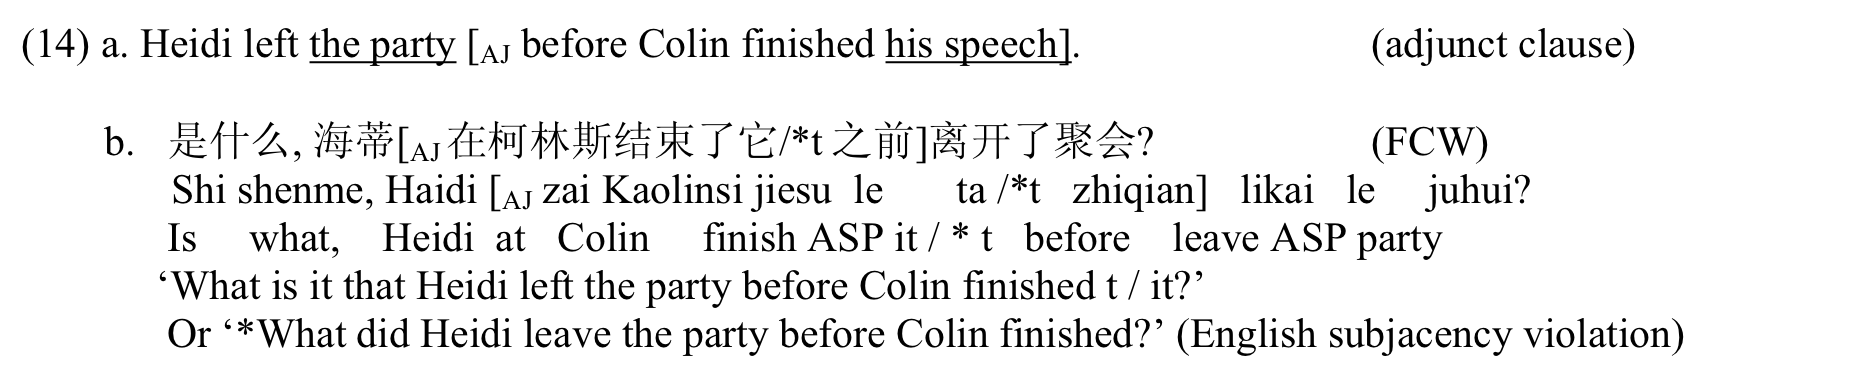 (14) a. Heidi left the party [AJ before Colin finished his speech]. (adjunct clause)
b. 是什么, 海蒂[AJ在柯林斯结束了它/*t 之前]离开了聚会? (FCW)
Shi shenme, Haidi [AJ zai Kaolinsi jiesu le ta /*t zhiqian] likai le juhui?
Is what, Heidi at Colin finish ASP it / * t before leave ASP party
‘What is it that Heidi left the party before Colin finished t / it?’
Or ‘*What did Heidi leave the party before Colin finished?’ (English subjacency violation)